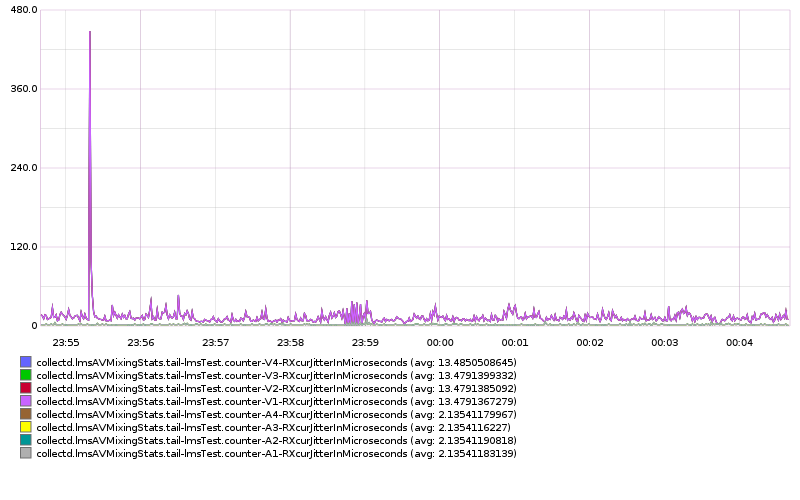 480.0
360.0
240.0
120.0
0
23:55 23:56 23:57 23:58 23:59 00:00 00:01 00:02 00:03 00:04
collectd.lmsAVMixingStats.tail-lmsTest.counter-V4-RXcurJitterInMicroseconds (avg: 13.4850508645)
collectd.lmsAVMixingStats.tail-lmsTest.counter-V3-RXcurJitterInMicroseconds (avg: 13.4791399332)
collectd.lmsAVMixingStats.tail-lmsTest.counter-V2-RXcurJitterInMicroseconds (avg: 13.4791385092)
collectd.lmsAVMixingStats.tail-lmsTest.counter-V1-RXcurJitterInMicroseconds (avg: 13.4791367279)
collectd.lmsAVMixingStats.tail-lmsTest.counter-A4-RXcurJitterInMicroseconds (avg: 2.13541179967)
collectd.lmsAVMixingStats.tail-lmsTest.counter-A3-RXcurJitterInMicroseconds (avg: 2.1354116227)
collectd.lmsAVMixingStats.tail-lmsTest.counter-A2-RXcurJitterInMicroseconds (avg: 2.13541190818)
collectd.lmsAVMixingStats.tail-lmsTest.counter-A1-RXcurJitterInMicroseconds (avg: 2.13541183139)